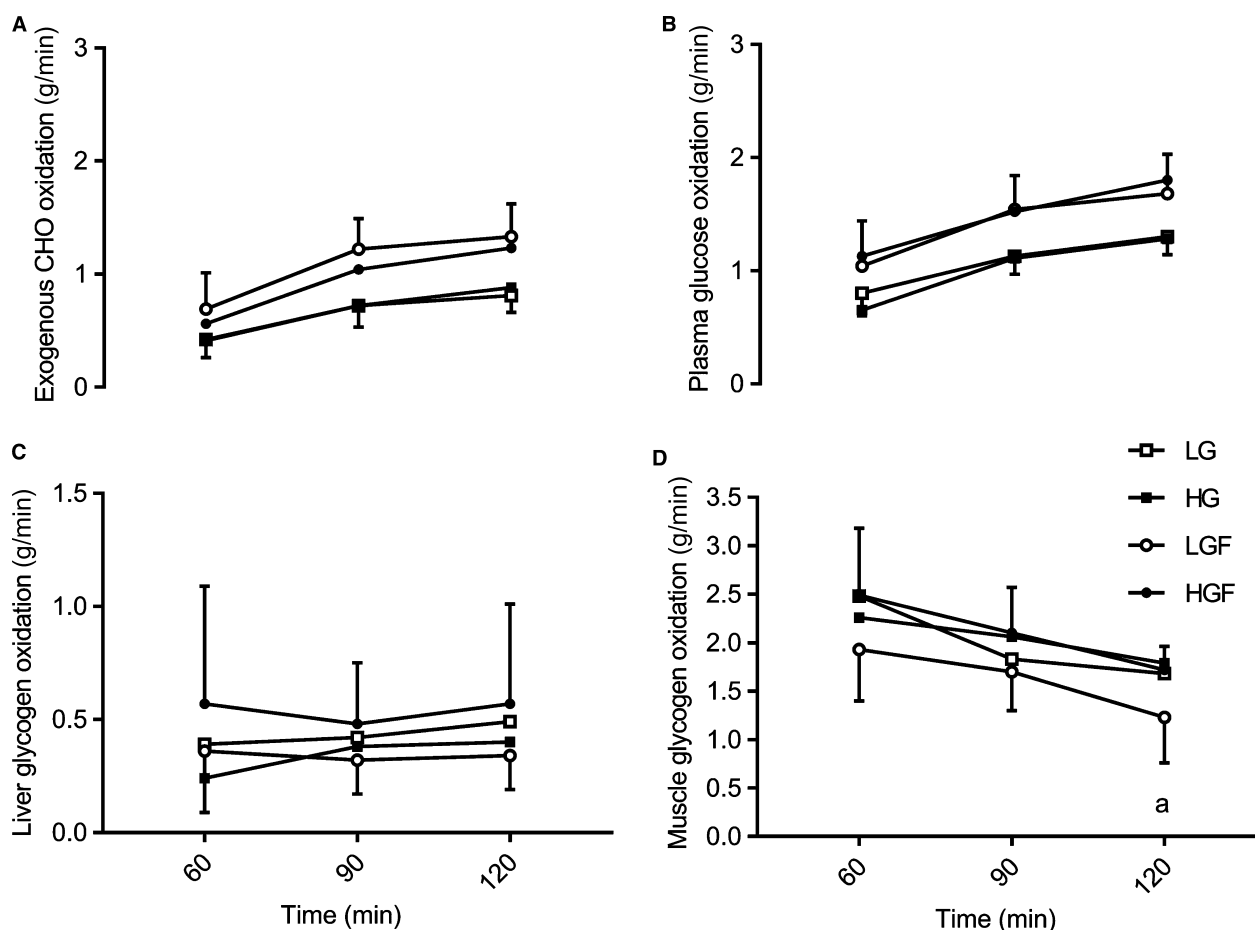 A
Exogenous CHO oxidation (g/min)
3
2
1
0
B
Plasma glucose oxidation (g/min)
3
2
1
0
C
Liver glycogen oxidation (g/min)
1.5
1.0
0.5
0.0
60
90
120
Time (min)
D
Muscle glycogen oxidation (g/min)
3.5
3.0
2.5
2.0
1.5
1.0
0.5
0.0
60
90
120
Time (min)
LG
HG
LGF
HGF
a